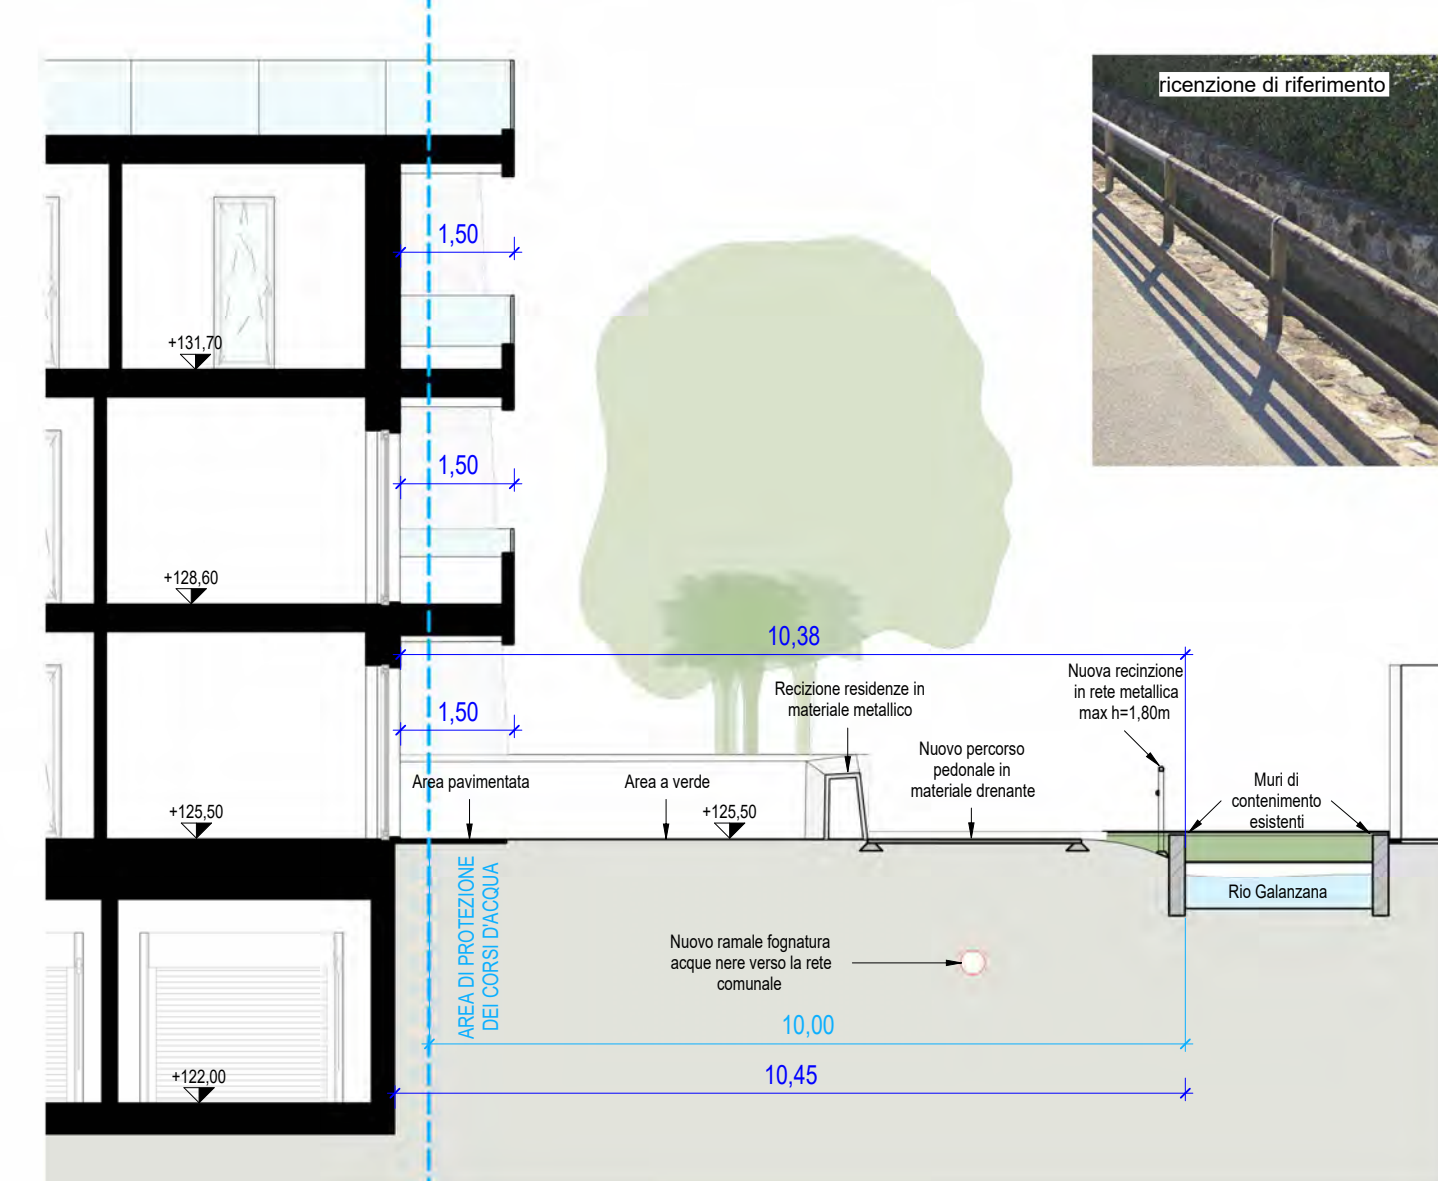 ricenzione di riferimento
1,50
+131,70
1,50
+128,60
10,38
Nuova recinzione
in rete metallica
max h=1,80m
Recizione residenze in
materiale metallico
1,50
Nuovo percorso
pedonale in
materiale drenante
Area pavimentata
Area a verde
Muri di
contenimento
esistenti
+125,50
+125,50
AREA DI PROTEZIONE
DEI CORSI D'ACQUA
Rio Galanzana
Nuovo ramale fognatura
acque nere verso la rete
comunale
10,00
+122,00
10,45